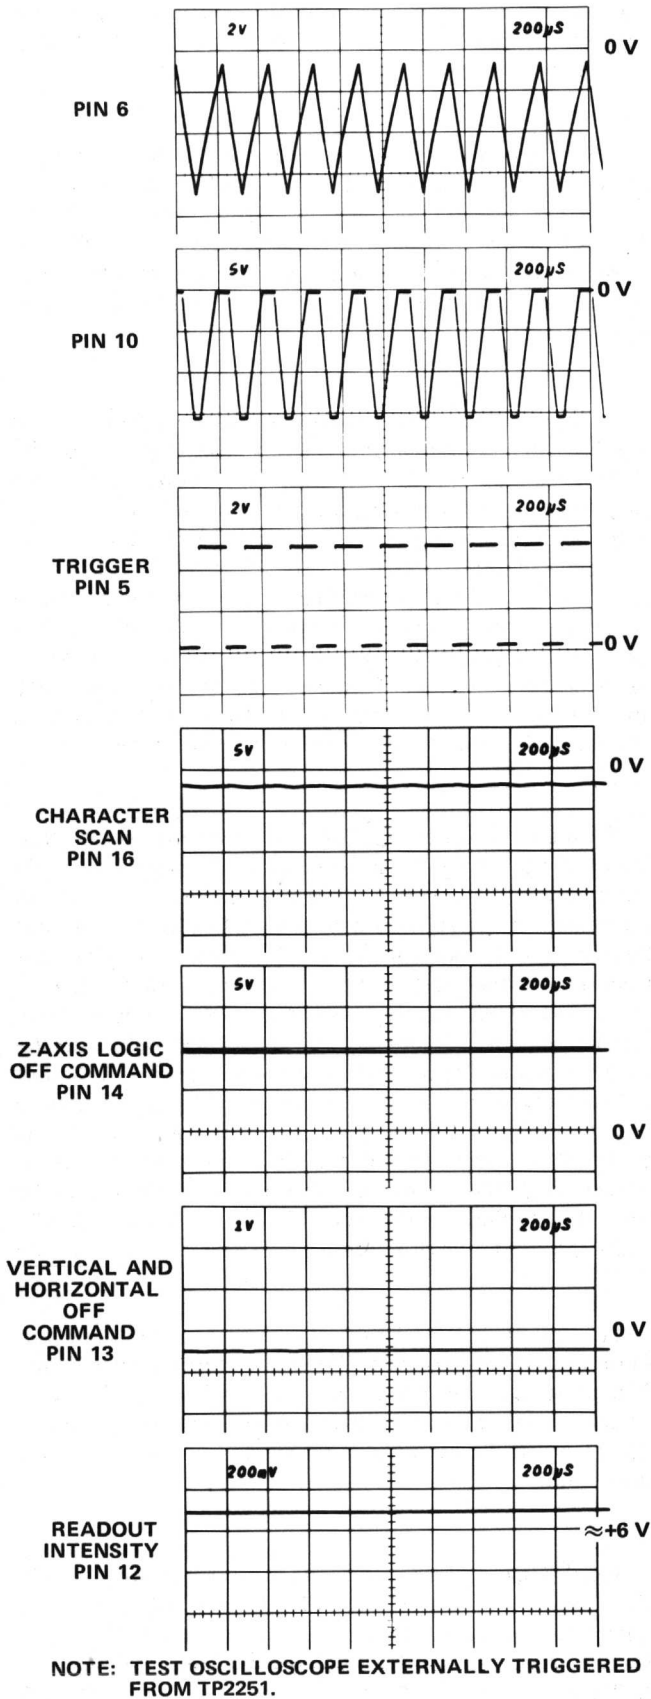 2V 200µS 0 V
PIN 6
5V 200µS 0 V
PIN 10
2V 200µS
TRIGGER
PIN 5
0 V
5V 200µS 0 V
CHARACTER
SCAN
PIN 16
5V 200µS
Z-AXIS LOGIC
OFF COMMAND
PIN 14
0 V
1V 200µS
VERTICAL AND
HORIZONTAL
OFF
COMMAND
PIN 13
0 V
200mV 200µS
READOUT
INTENSITY
PIN 12
≈+6 V
NOTE: TEST OSCILLOSCOPE EXTERNALLY TRIGGERED
FROM TP2251.